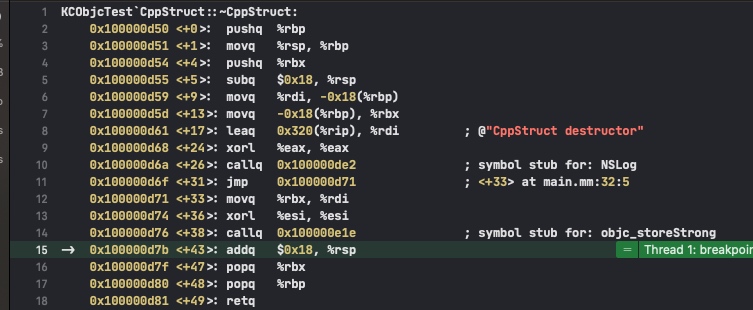 1 KCObjcTest`CppStruct::~CppStruct:
2 0x100000d50 <+0>: pushq %rbp
3 0x100000d51 <+1>: movq %rsp, %rbp
4 0x100000d54 <+4>: pushq %rbx
5 0x100000d55 <+5>: subq $0x18, %rsp
6 0x100000d59 <+9>: movq %rdi, -0x18(%rbp)
7 0x100000d5d <+13>: movq -0x18(%rbp), %rbx
8 0x100000d61 <+17>: leaq 0x320(%rip), %rdi ; @"CppStruct destructor"
9 0x100000d68 <+24>: xorl %eax, %eax
10 0x100000d6a <+26>: callq 0x100000de2 ; symbol stub for: NSLog
11 0x100000d6f <+31>: jmp 0x100000d71 ; <+33> at main.mm:32:5
12 0x100000d71 <+33>: movq %rbx, %rdi
13 0x100000d74 <+36>: xorl %esi, %esi
14 0x100000d76 <+38>: callq 0x100000e1e ; symbol stub for: objc_storeStrong
15 -> 0x100000d7b <+43>: addq $0x18, %rsp = Thread 1: breakpoin
16 0x100000d7f <+47>: popq %rbx
17 0x100000d80 <+48>: popq %rbp
18 0x100000d81 <+49>: retq